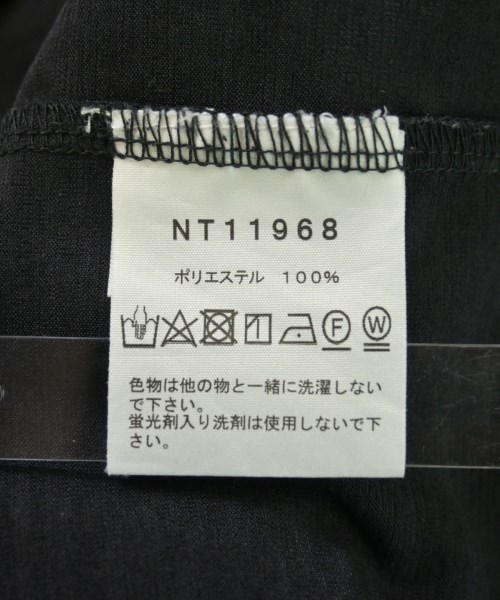 NT11968
ポリエステル 100%
F W
色物は他の物と一緒に洗濯しない
で下さい。
蛍光剤入り洗剤は使用しないで下
さい。